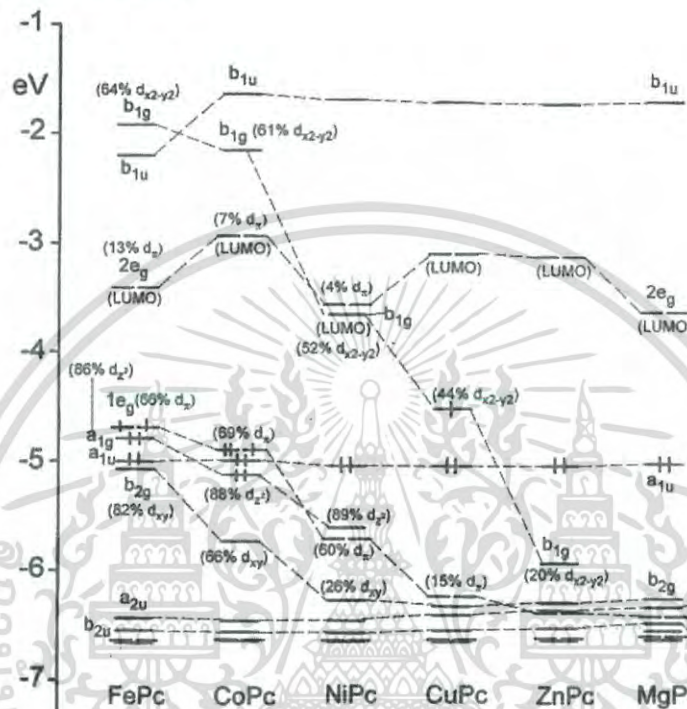 -1
eV
b1u
b1u
(64% dx2-y2)
b1g
b1g (61% dx2-y2)
-2
b1u
(7% dπ)
-3
(13% dπ)
(LUMO)
2eg
(LUMO)
(LUMO)
(LUMO)
(4% dπ)
2eg
b1g
(LUMO)
(LUMO)
(52% dx2-y2)
-4
(86% dz2)
(44% dx2-y2)
1eg (66% dπ)
a1g
(69% dπ)
a1u
-5
b2g
a1u
(88% dz2)
(82% dxy)
(89% dz2)
(66% dxy)
(60% dπ)
b1g
(20% dx2-y2)
-6
(26% dxy)
(15% dπ)
b2g
a2u
b2u
-7
FePc CoPc NiPc CuPc ZnPc MgP